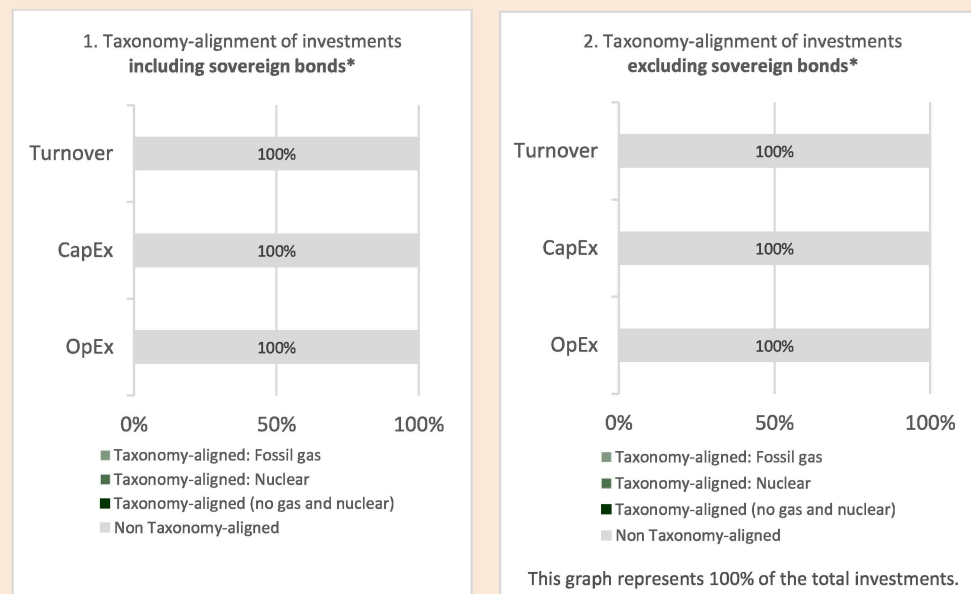 1. Taxonomy-alignment of investments
including sovereign bonds*
Turnover
100%
CapEx
100%
OpEx
100%
0%
50%
100%
Taxonomy-aligned: Fossil gas
Taxonomy-aligned: Nuclear
Taxonomy-aligned (no gas and nuclear)
Non Taxonomy-aligned
2. Taxonomy-alignment of investments
excluding sovereign bonds*
Turnover
100%
CapEx
100%
OpEx
100%
0%
50%
100%
Taxonomy-aligned: Fossil gas
Taxonomy-aligned: Nuclear
Taxonomy-aligned (no gas and nuclear)
Non Taxonomy-aligned
This graph represents 100% of the total investments.